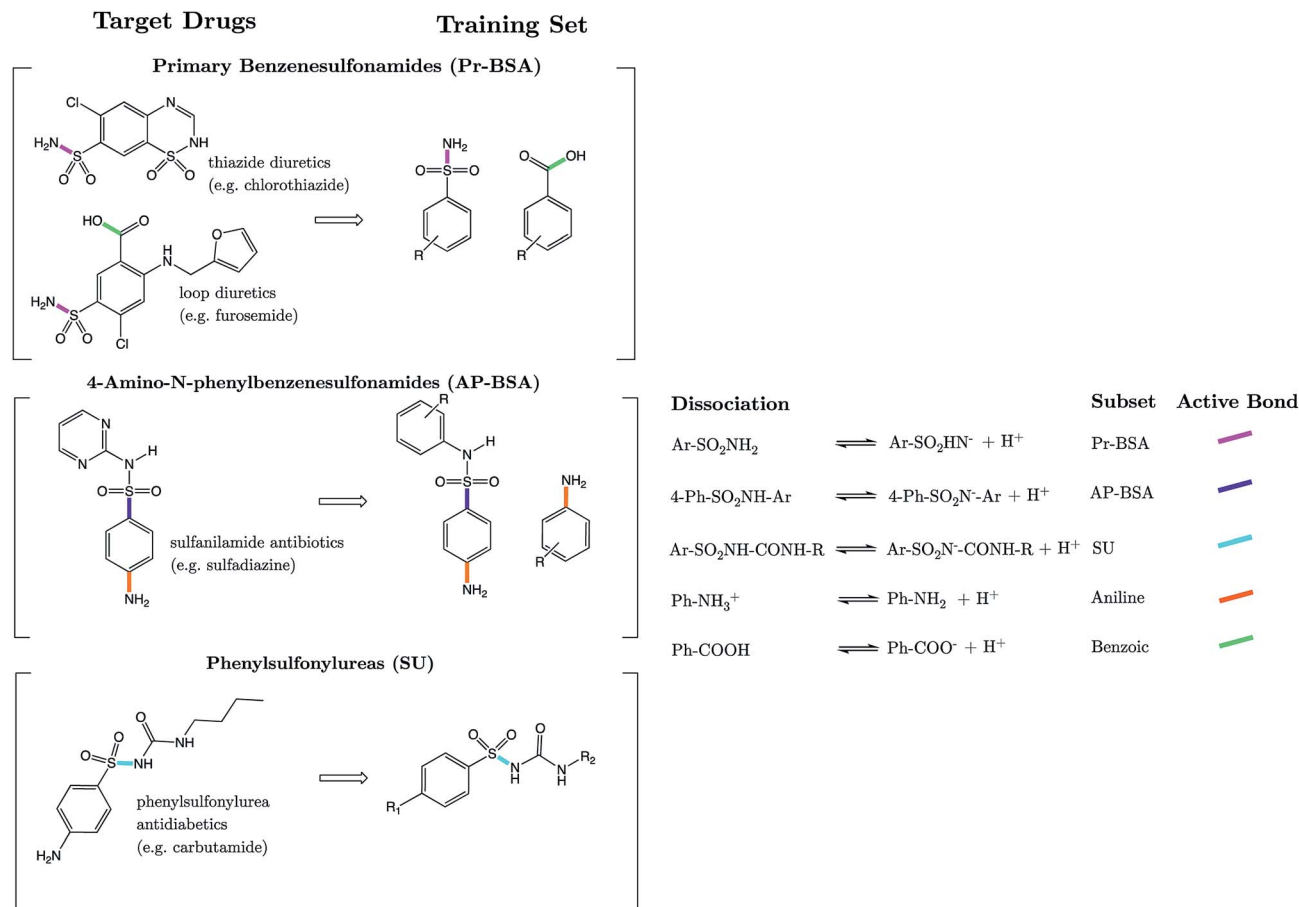 Target Drugs
Training Set
Primary Benzenesulfonamides (Pr-BSA)
Cl
N
NH
H₂N
S
S
O O
O O
thiazide diuretics
(e.g. chlorothiazide)
NH₂
O=S=O
R
O
OH
R
HO
O
H
N
O
H₂N
S
O O
Cl
loop diuretics
(e.g. furosemide)
4-Amino-N-phenylbenzenesulfonamides (AP-BSA)
N
N
H
N
O=S=O
NH₂
sulfanilamide antibiotics
(e.g. sulfadiazine)
R
H
N
O=S=O
NH₂
NH₂
R
Phenylsulfonylureas (SU)
O
O
O
S
NH
NH
H₂N
phenylsulfonylurea
antidiabetics
(e.g. carbutamide)
O O
S
O
N
H
N
H
R₂
R₁
Dissociation Subset Active Bond
Ar-SO₂NH₂ ⇌ Ar-SO₂HN⁻ + H⁺ Pr-BSA
4-Ph-SO₂NH-Ar ⇌ 4-Ph-SO₂N⁻-Ar + H⁺ AP-BSA
Ar-SO₂NH-CONH-R ⇌ Ar-SO₂N⁻-CONH-R + H⁺ SU
Ph-NH₃⁺ ⇌ Ph-NH₂ + H⁺ Aniline
Ph-COOH ⇌ Ph-COO⁻ + H⁺ Benzoic